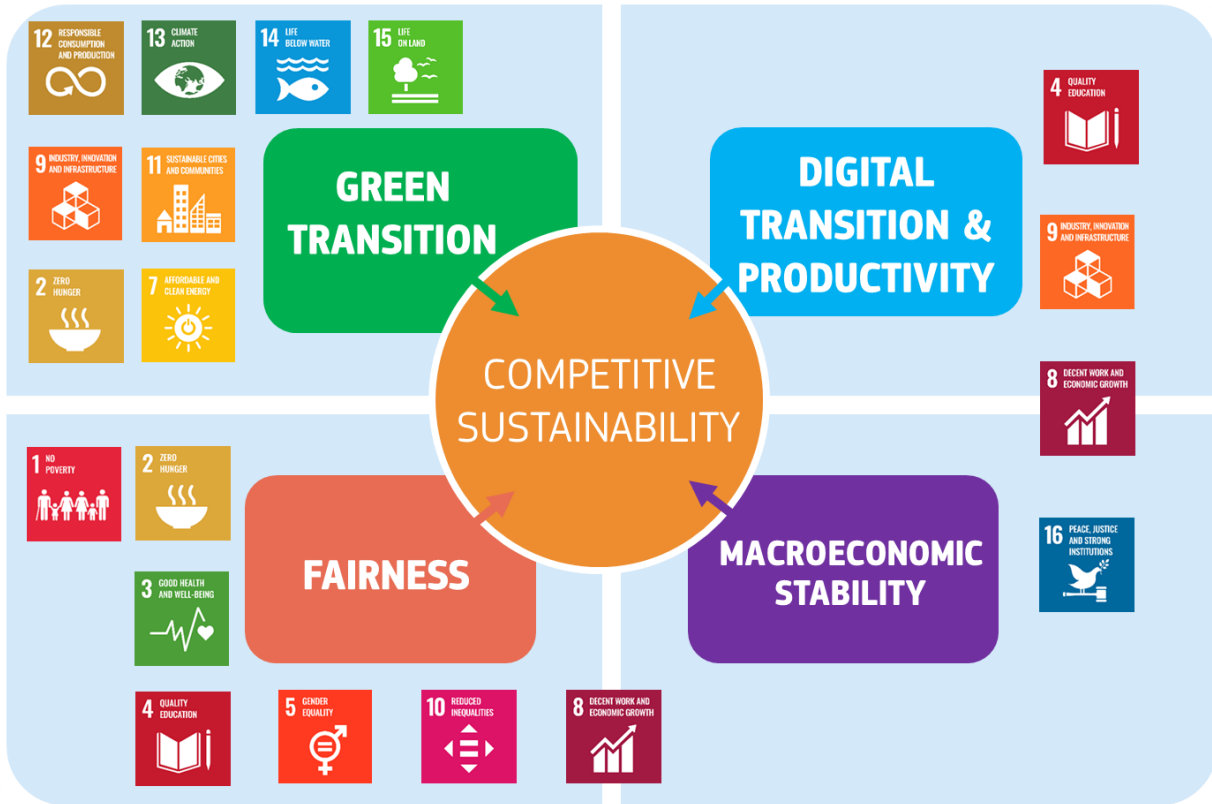 12 RESPONSIBLE
CONSUMPTION
AND PRODUCTION
13 CLIMATE
ACTION
14 LIFE
BELOW WATER
15 LIFE
ON LAND
9 INDUSTRY, INNOVATION
AND INFRASTRUCTURE
11 SUSTAINABLE CITIES
AND COMMUNITIES
2 ZERO
HUNGER
7 AFFORDABLE AND
CLEAN ENERGY
GREEN
TRANSITION
DIGITAL
TRANSITION &
PRODUCTIVITY
4 QUALITY
EDUCATION
9 INDUSTRY, INNOVATION
AND INFRASTRUCTURE
8 DECENT WORK AND
ECONOMIC GROWTH
COMPETITIVE
SUSTAINABILITY
1 NO
POVERTY
2 ZERO
HUNGER
3 GOOD HEALTH
AND WELL-BEING
FAIRNESS
4 QUALITY
EDUCATION
5 GENDER
EQUALITY
10 REDUCED
INEQUALITIES
8 DECENT WORK AND
ECONOMIC GROWTH
MACROECONOMIC
STABILITY
16 PEACE, JUSTICE
AND STRONG
INSTITUTIONS